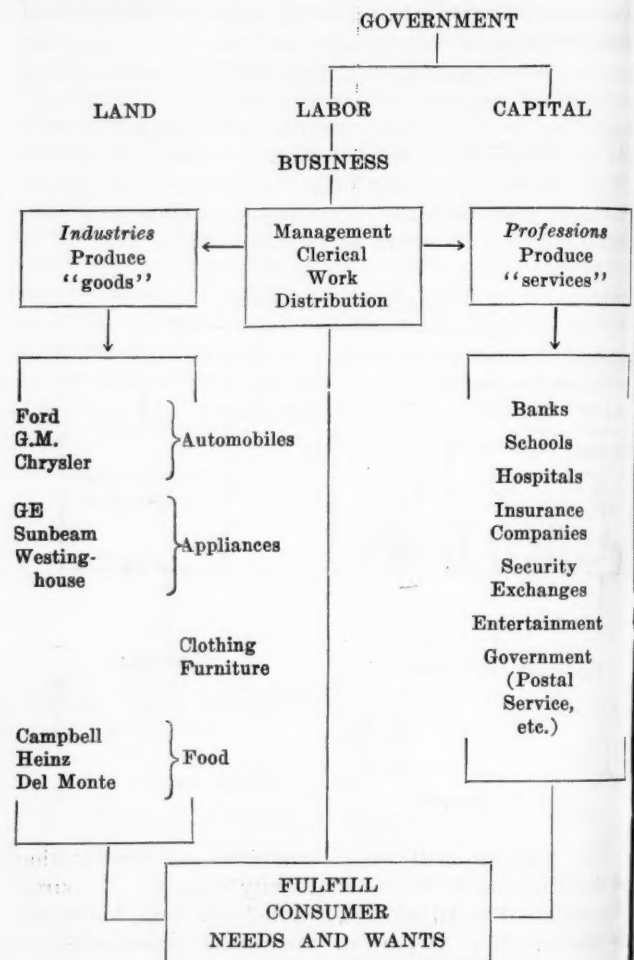 GOVERNMENT
LAND LABOR CAPITAL
BUSINESS
Industries
Produce
“goods”
Management
Clerical
Work
Distribution
Professions
Produce
“services”
Ford
G.M.
Chrysler
Automobiles
GE
Sunbeam
Westing-
house
Appliances
Clothing
Furniture
Campbell
Heinz
Del Monte
Food
Banks
Schools
Hospitals
Insurance
Companies
Security
Exchanges
Entertainment
Government
(Postal
Service,
etc.)
FULFILL
CONSUMER
NEEDS AND WANTS